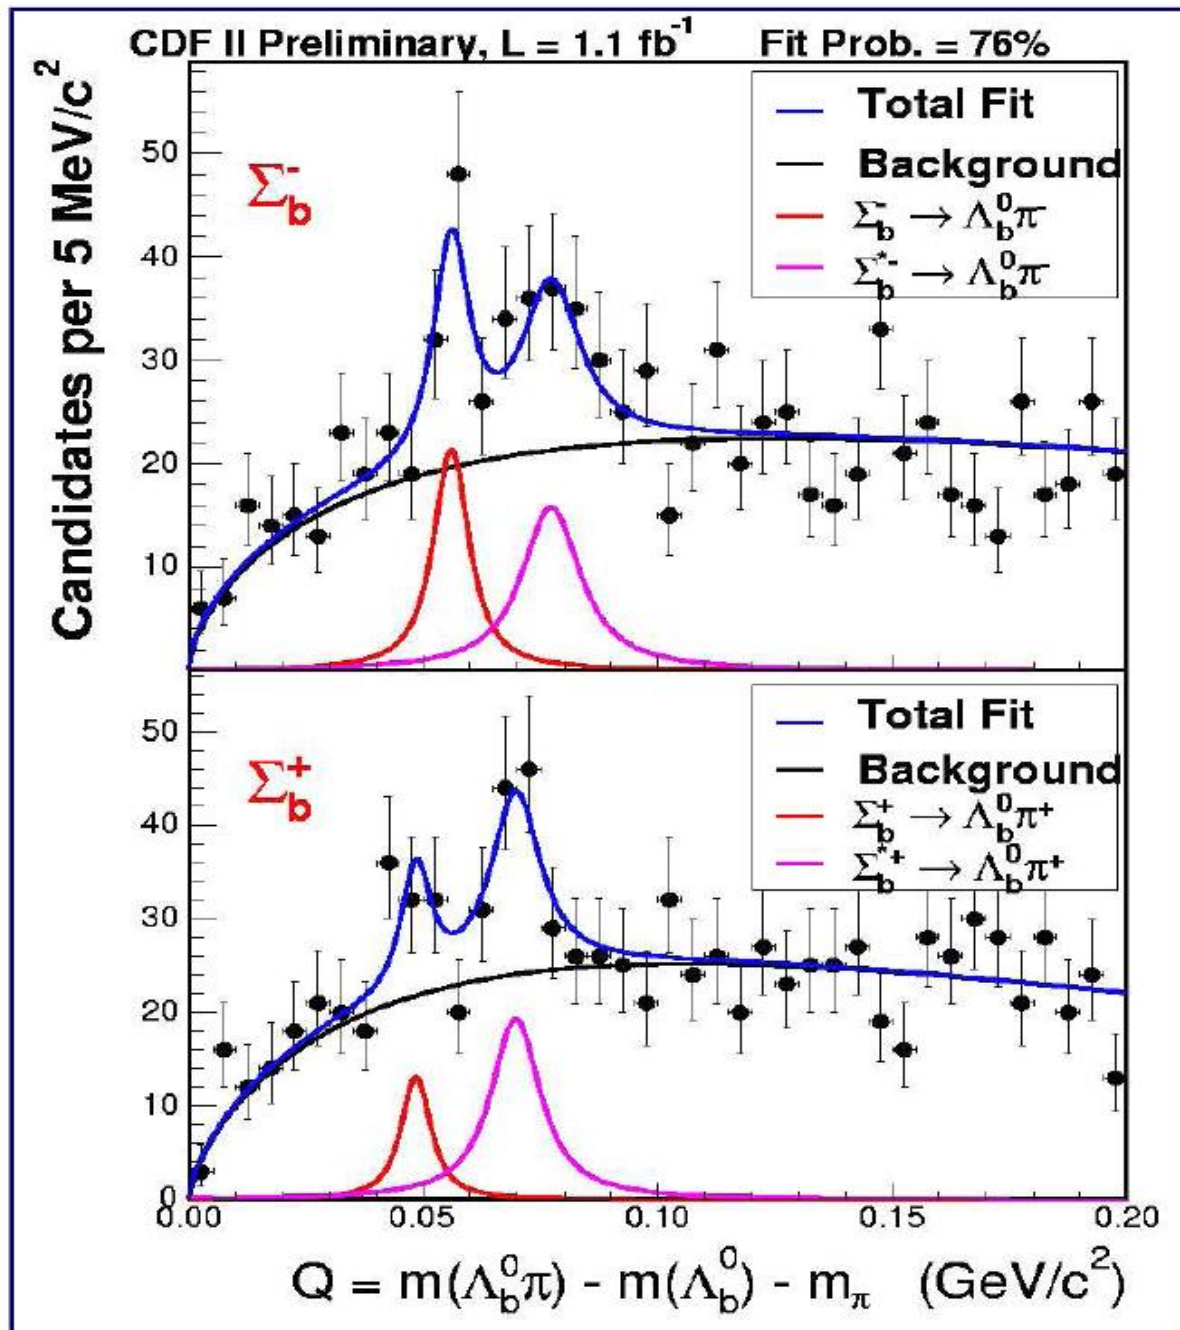 CDF II Preliminary, L = 1.1 fb⁻¹ Fit Prob. = 76%
Candidates per 5 MeV/c²
Σb⁻
50
40
30
20
10
Total Fit
Background
Σb⁻ → Λb⁰π⁻
Σb*⁻ → Λb⁰π⁻
Σb⁺
50
40
30
20
10
0
Total Fit
Background
Σb⁺ → Λb⁰π⁺
Σb*⁺ → Λb⁰π⁺
0.00 0.05 0.10 0.15 0.20
Q = m(Λb⁰π) - m(Λb⁰) - mπ (GeV/c²)